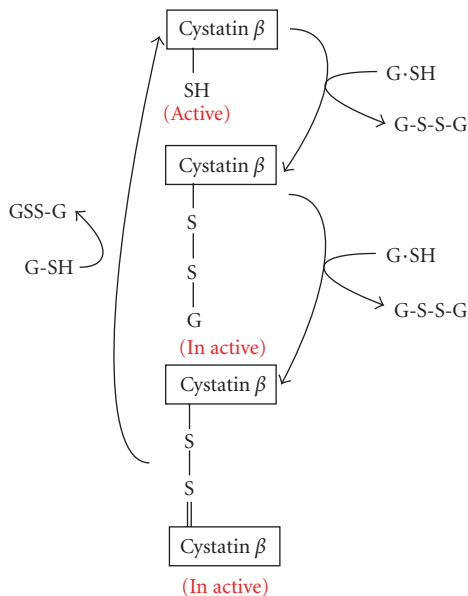 Cystatin β
SH
(Active)
G·SH
G-S-S-G
Cystatin β
S
S
G
(In active)
GSS-G
G-SH
G·SH
G-S-S-G
Cystatin β
S
S
Cystatin β
(In active)